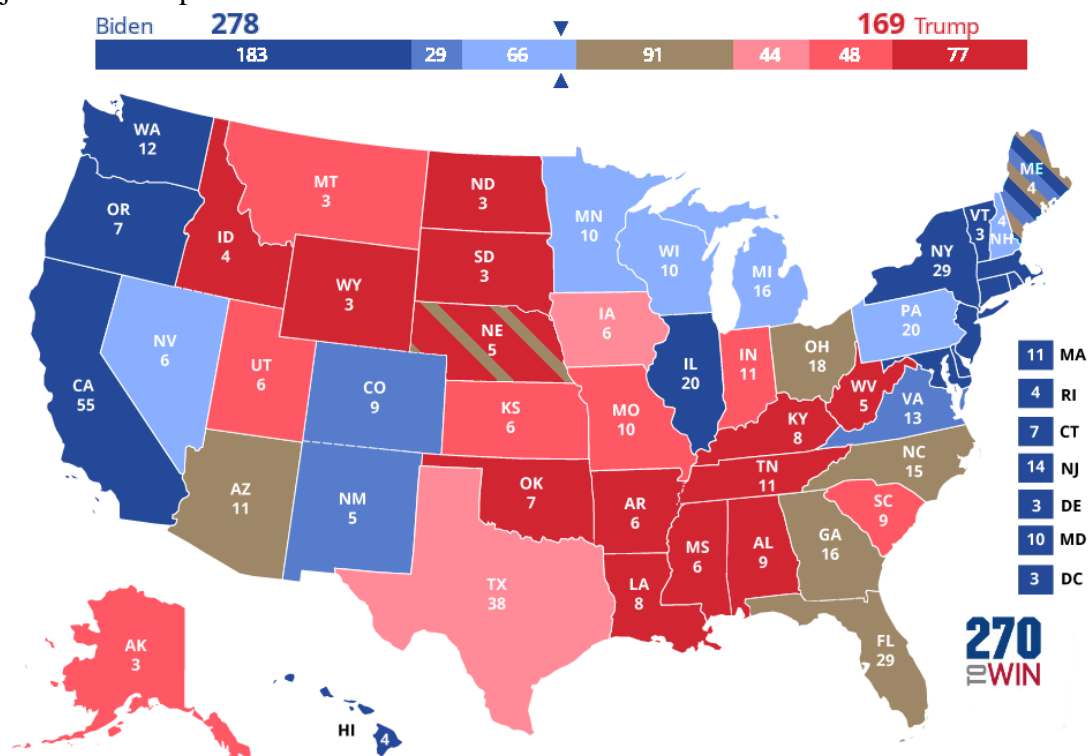 Biden 278 169 Trump
183 29 66 91 44 48 77
WA
12
OR
7
CA
55
NV
6
ID
4
MT
3
WY
3
UT
6
AZ
11
CO
9
NM
5
ND
3
SD
3
NE
5
KS
6
OK
7
TX
38
MN
10
IA
6
MO
10
AR
6
LA
8
WI
10
IL
20
MI
16
IN
11
OH
18
KY
8
TN
11
MS
6
AL
9
GA
16
FL
29
SC
9
NC
15
VA
13
WV
5
PA
20
NY
29
VT
3
4
NH
ME
4
11 MA
4 RI
7 CT
14 NJ
3 DE
10 MD
3 DC
AK
3
HI
4
270
TO WIN